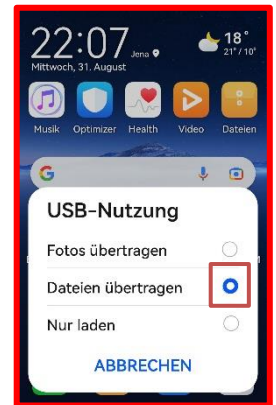 22:07
Jena
18°
21°/10°
Mittwoch, 31. August
Musik
Optimizer
Health
Video
Dateien
G
USB-Nutzung
Fotos übertragen
Dateien übertragen
Nur laden
ABBRECHEN